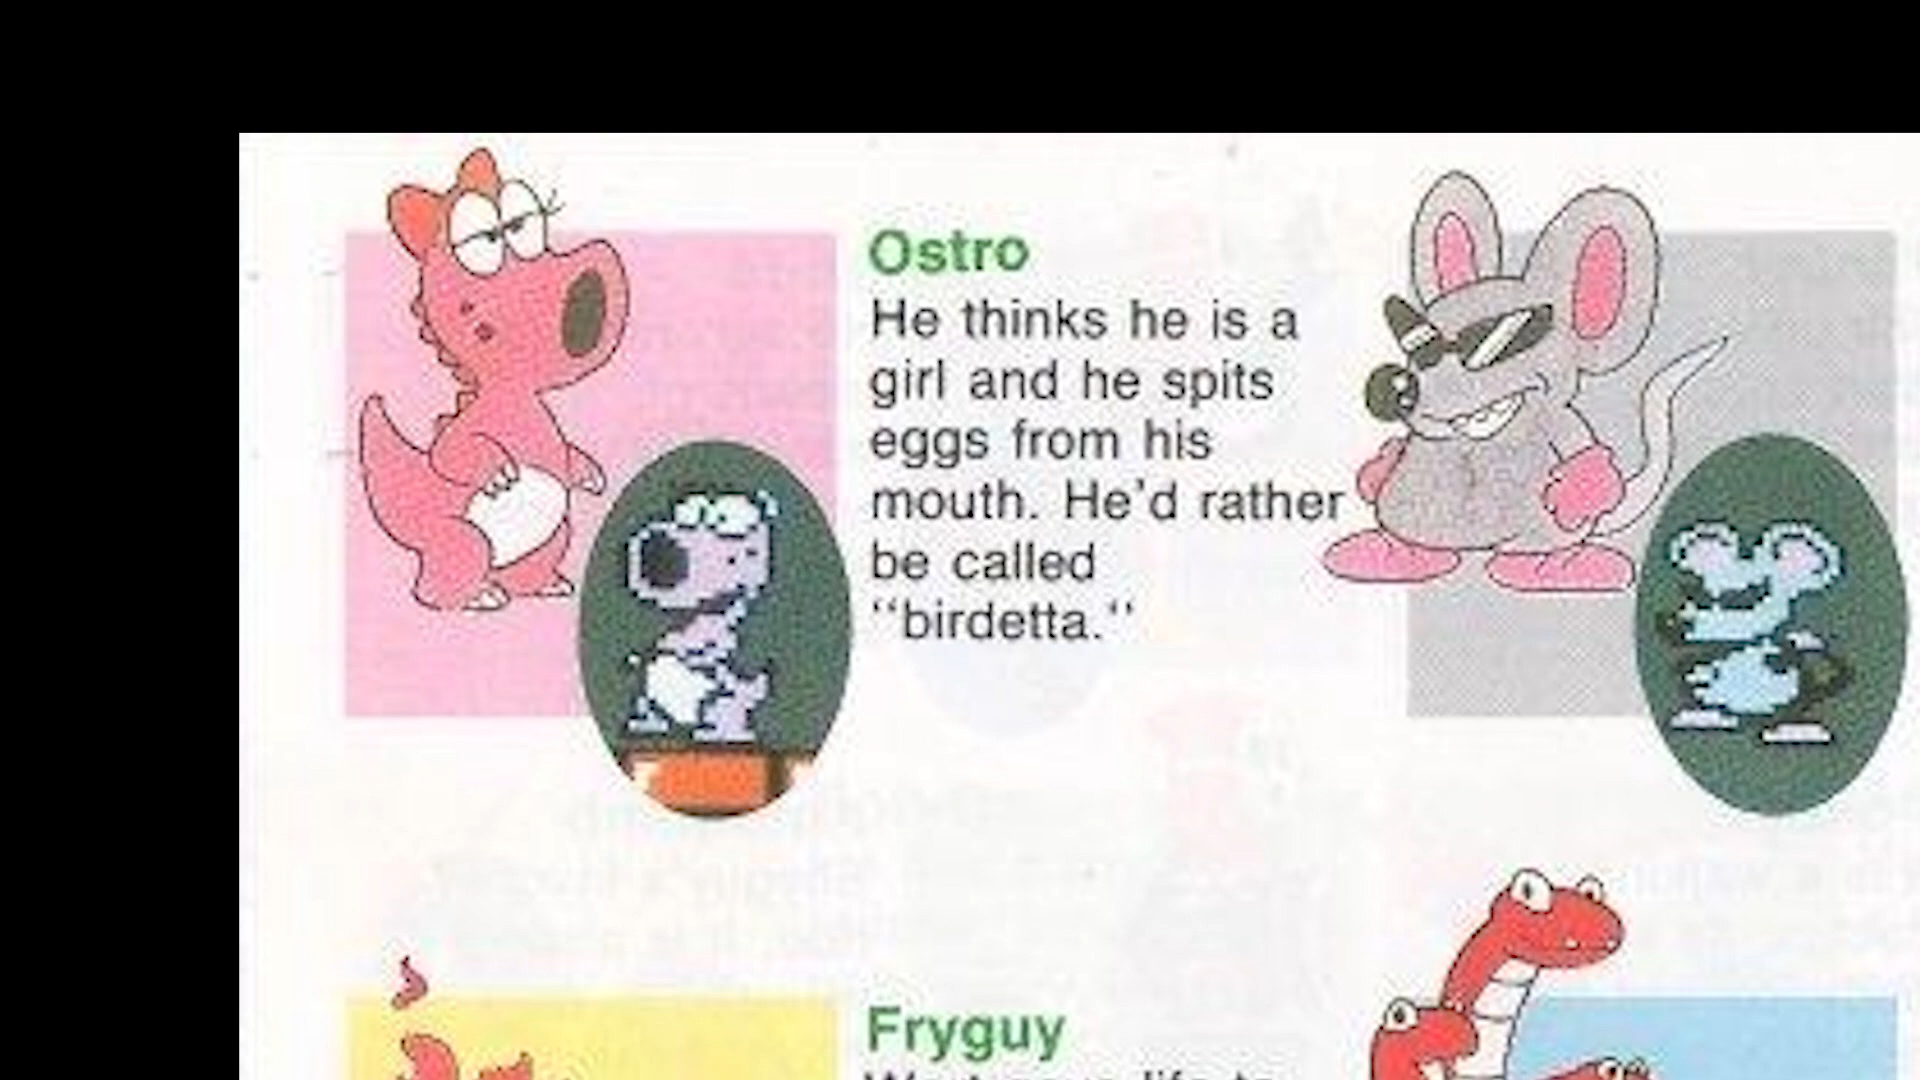 Ostro
He thinks he is a
girl and he spits
eggs from his
mouth. He'd rather
be called
"birdetta."
Fryguy